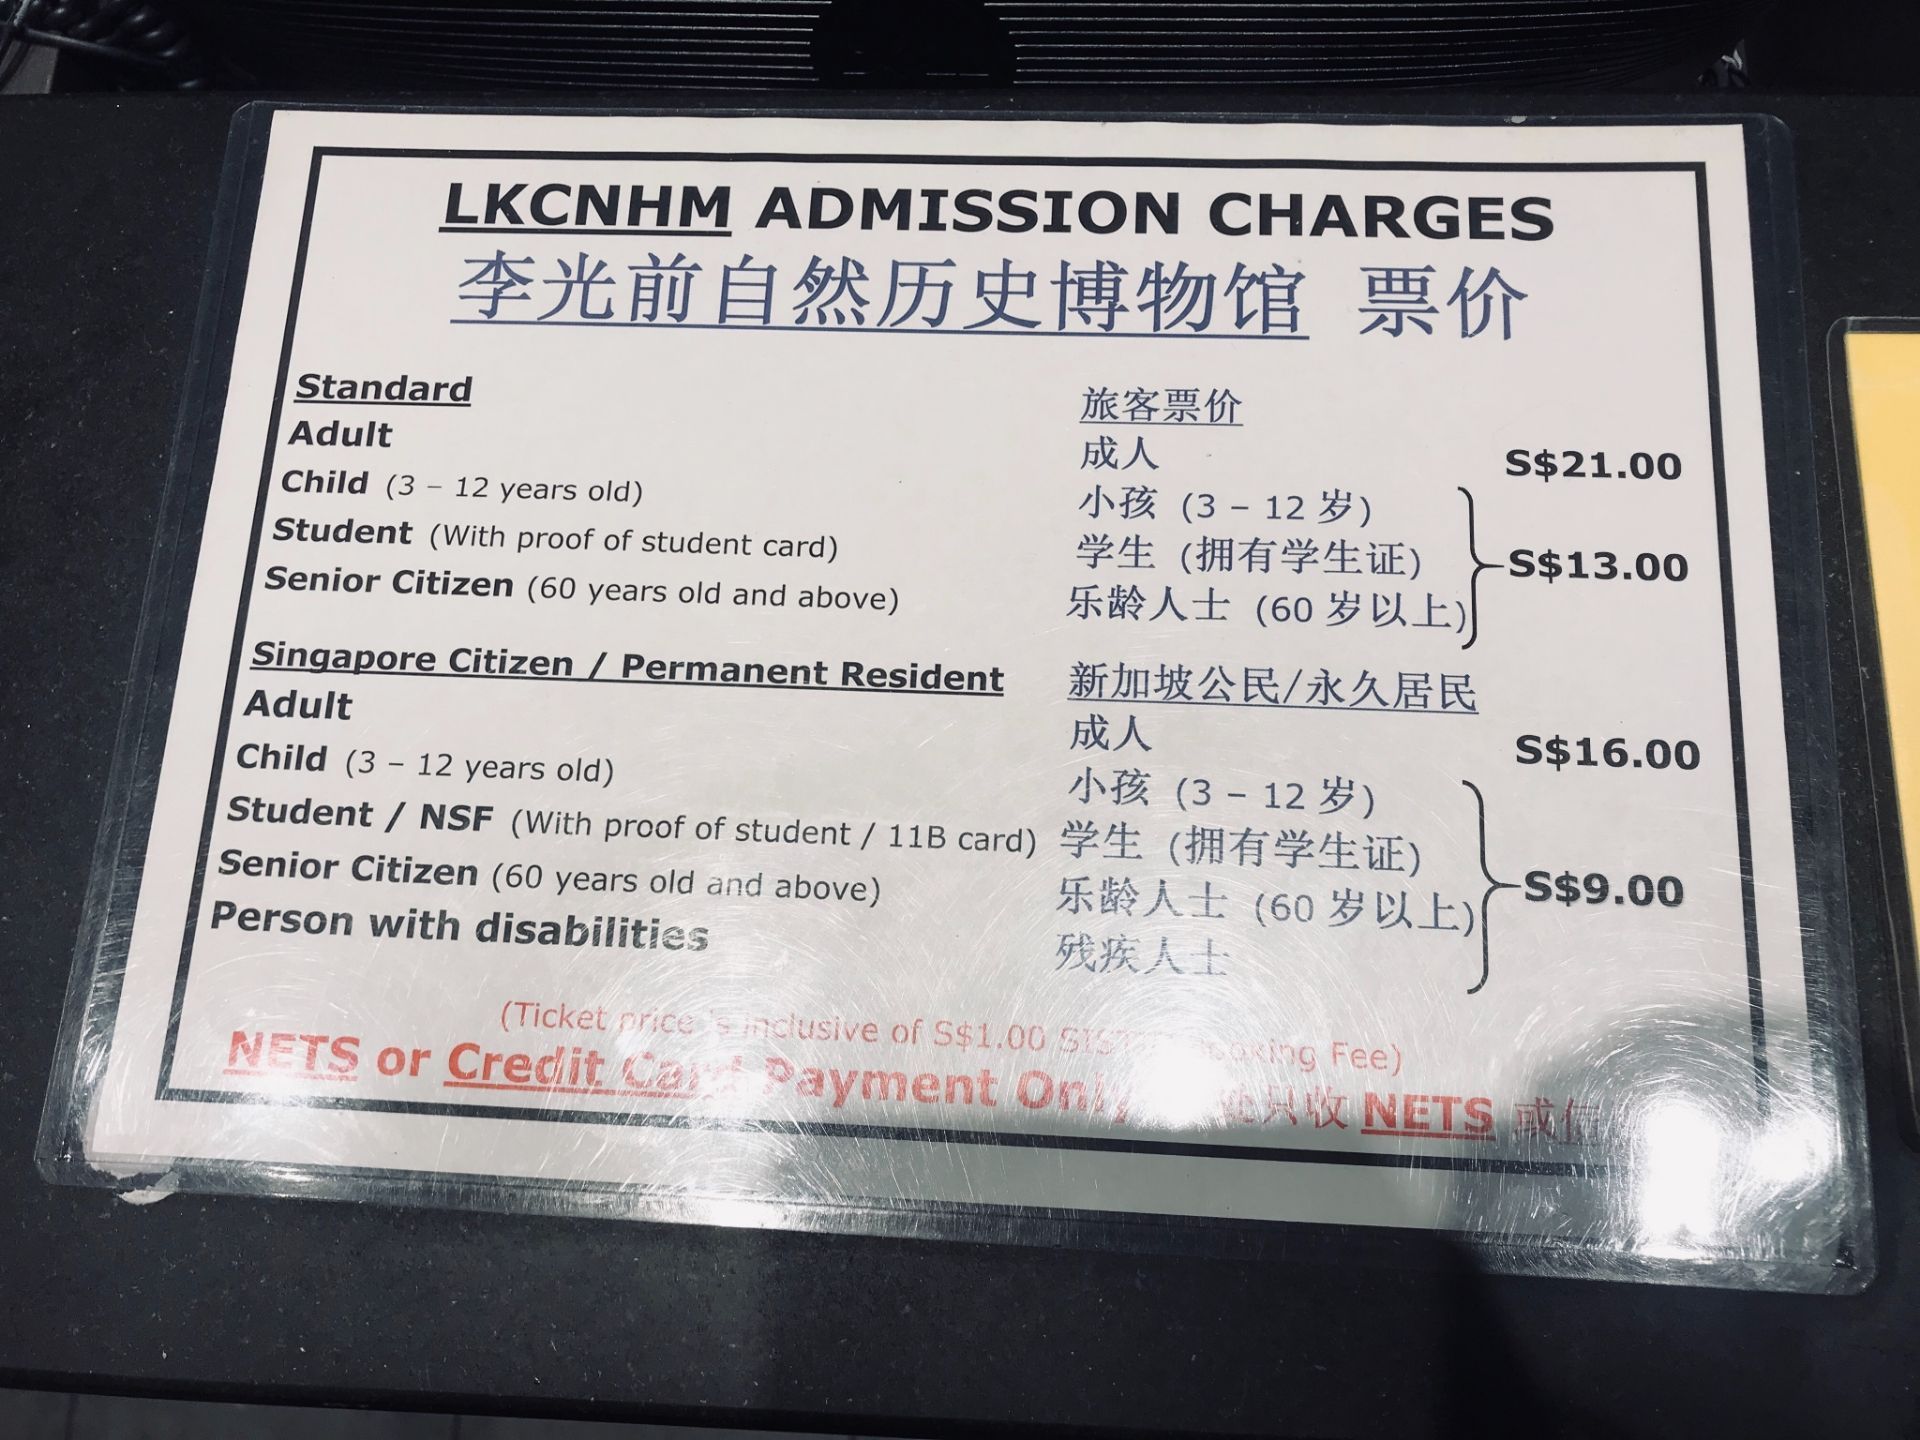 LKCNHM ADMISSION CHARGES
李光前自然历史博物馆 票价
Standard 旅客票价
Adult 成人 S$21.00
Child (3 – 12 years old) 小孩 (3 – 12 岁)
Student (With proof of student card) 学生 (拥有学生证) S$13.00
Senior Citizen (60 years old and above) 乐龄人士 (60 岁以上)
Singapore Citizen / Permanent Resident 新加坡公民/永久居民
Adult 成人 S$16.00
Child (3 – 12 years old) 小孩 (3 – 12 岁)
Student / NSF (With proof of student / 11B card) 学生 (拥有学生证)
Senior Citizen (60 years old and above) 乐龄人士 (60 岁以上) S$9.00
Person with disabilities 残疾人士
(Ticket price is inclusive of S$1.00 Fee)
NETS or Credit Card Payment Only 只收 NETS 或信